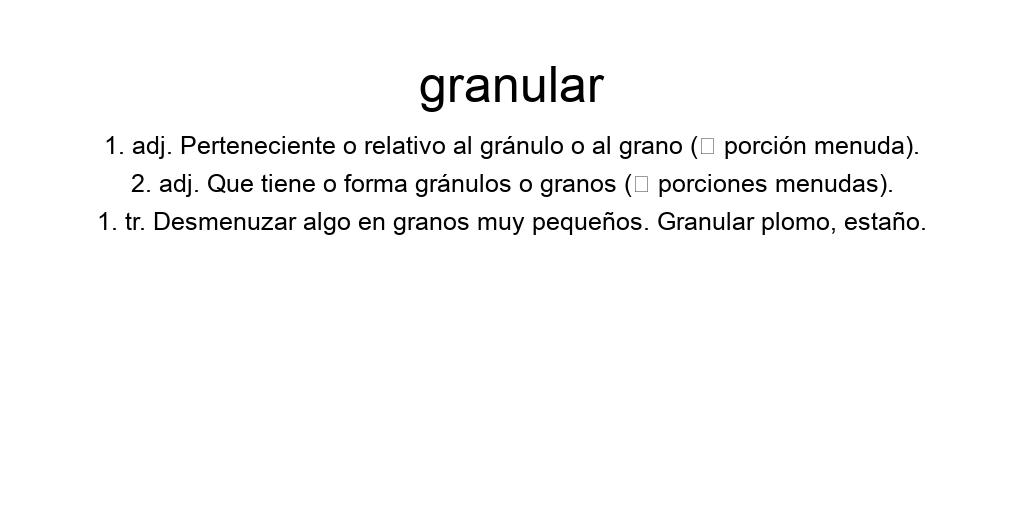 granular
1. adj. Perteneciente o relativo al gránulo o al grano (□ porción menuda).
2. adj. Que tiene o forma gránulos o granos (□ porciones menudas).
1. tr. Desmenuzar algo en granos muy pequeños. Granular plomo, estaño.